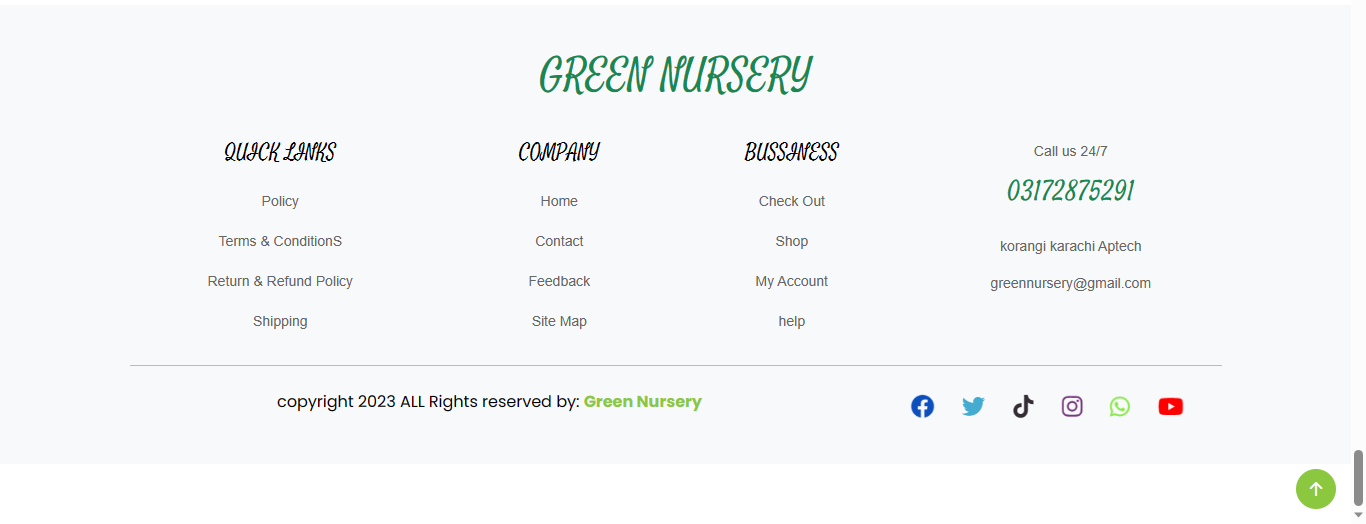 GREEN NURSERY
QUICK LINKS
Policy
Terms & ConditionS
Return & Refund Policy
Shipping
COMPANY
Home
Contact
Feedback
Site Map
BUSSINESS
Check Out
Shop
My Account
help
Call us 24/7
03172875291
korangi karachi Aptech
greennursery@gmail.com
copyright 2023 ALL Rights reserved by: Green Nursery